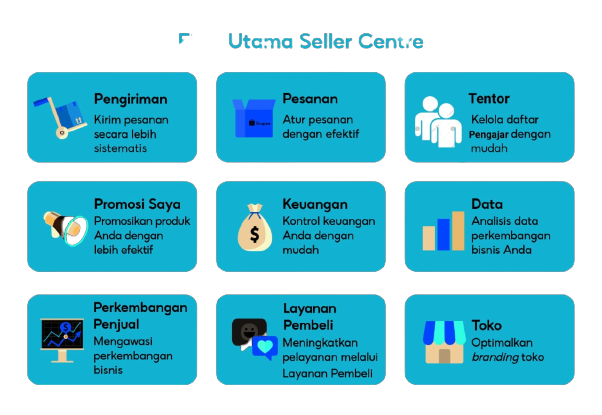 Utama Seller Centre
Pengiriman
Kirim pesanan
secara lebih
sistematis
Pesanan
Atur pesanan
dengan efektif
Tentor
Kelola daftar
Pengajar dengan
mudah
Promosi Saya
Promosikan produk
Anda dengan
lebih efektif
Keuangan
Kontrol keuangan
Anda dengan
mudah
$
Data
Analisis data
perkembangan
bisnis Anda
Perkembangan
Penjual
Mengawasi
perkembangan
bisnis
$
Layanan
Pembeli
Meningkatkan
pelayanan melalui
Layanan Pembeli
Toko
Optimalkan
branding toko